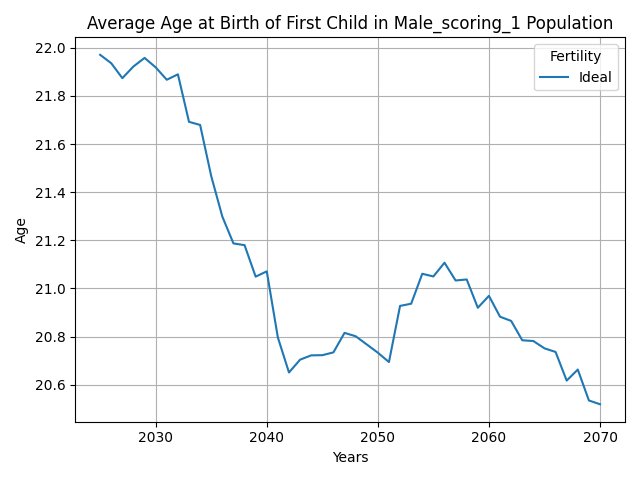 Average Age at Birth of First Child in Male_scoring_1 Population
Fertility
Ideal
22.0
21.8
21.6
21.4
21.2
21.0
20.8
20.6
Age
2030
2040
2050
2060
2070
Years